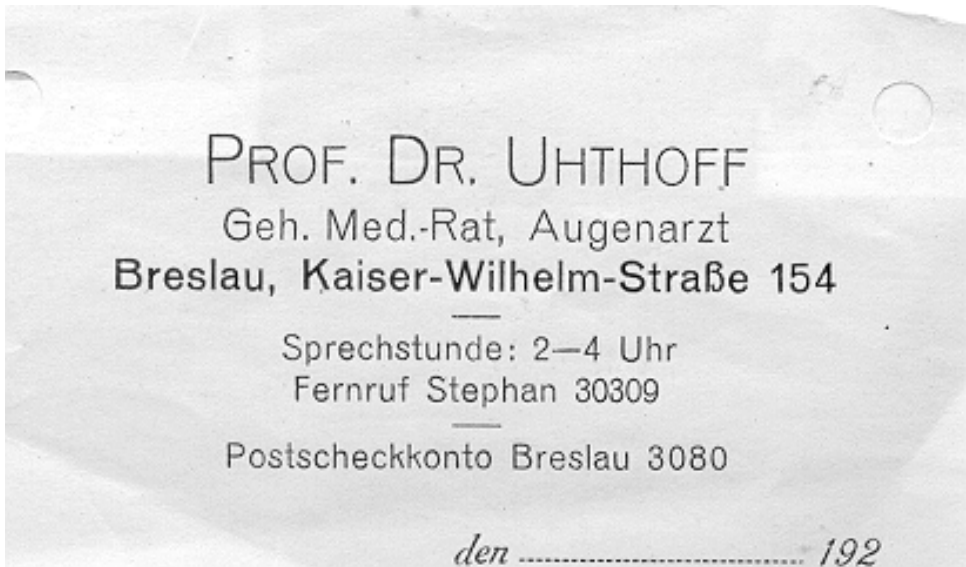 PROF. DR. UHTHOFF
Geh. Med.-Rat, Augenarzt
Breslau, Kaiser-Wilhelm-Straße 154
Sprechstunde: 2—4 Uhr
Fernruf Stephan 30309
Postscheckkonto Breslau 3080
den ........................... 192